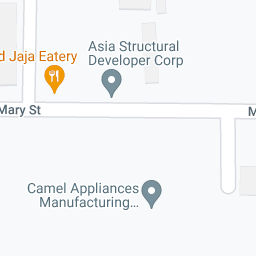 d Jaja Eatery
Asia Structural
Developer Corp
Mary St
M
Camel Appliances
Manufacturing...